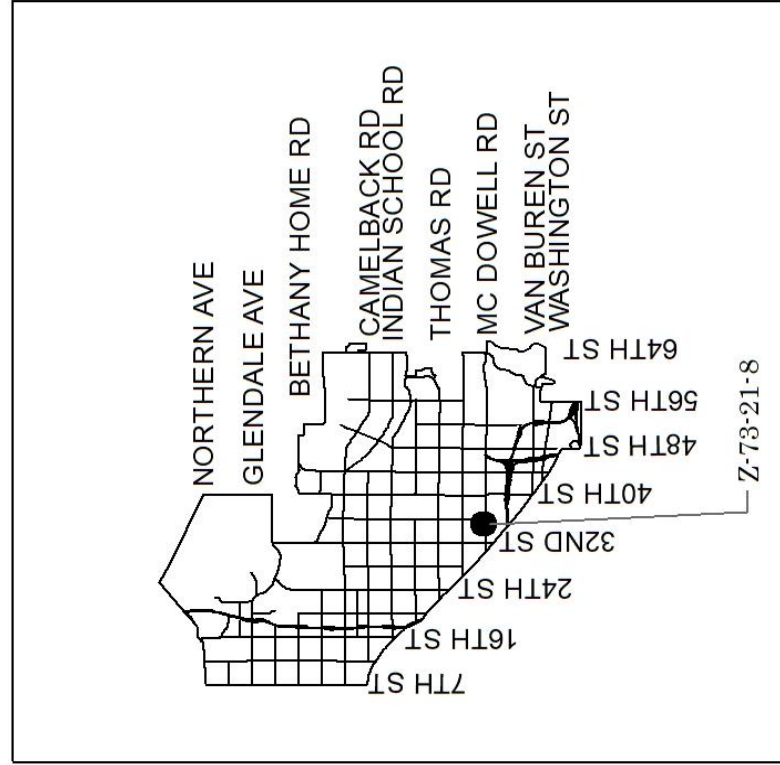 NORTHERN AVE
GLENDALE AVE
BETHANY HOME RD
CAMELBACK RD
INDIAN SCHOOL RD
THOMAS RD
MC DOWELL RD
VAN BUREN ST
WASHINGTON ST
64TH ST
56TH ST
48TH ST
40TH ST
32ND ST
24TH ST
16TH ST
7TH ST
Z-73-21-8